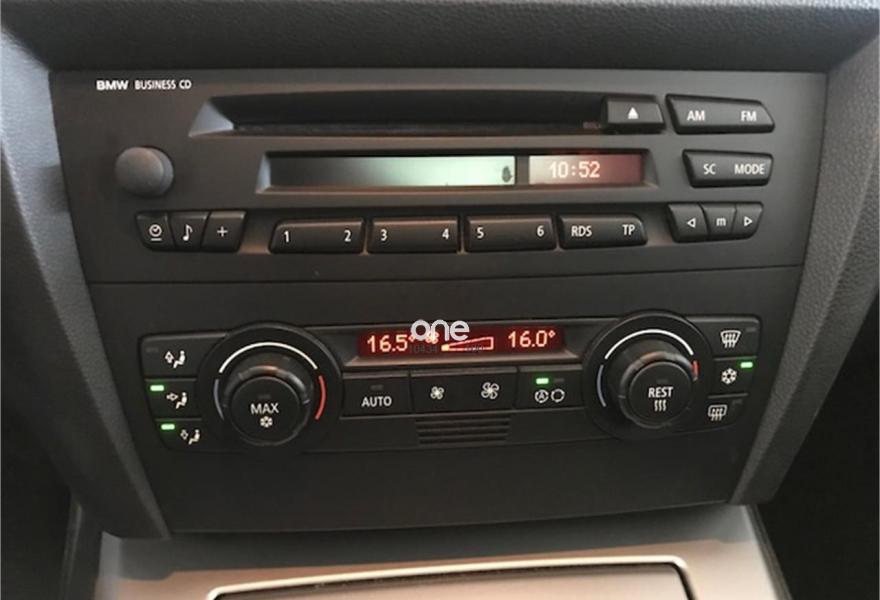 BMW BUSINESS CD
AM FM
10:52
SC MODE
+
1 2 3 4 5 6 RDS TP
m
one
16.5° 16.0°
MAX
AUTO
A
REST